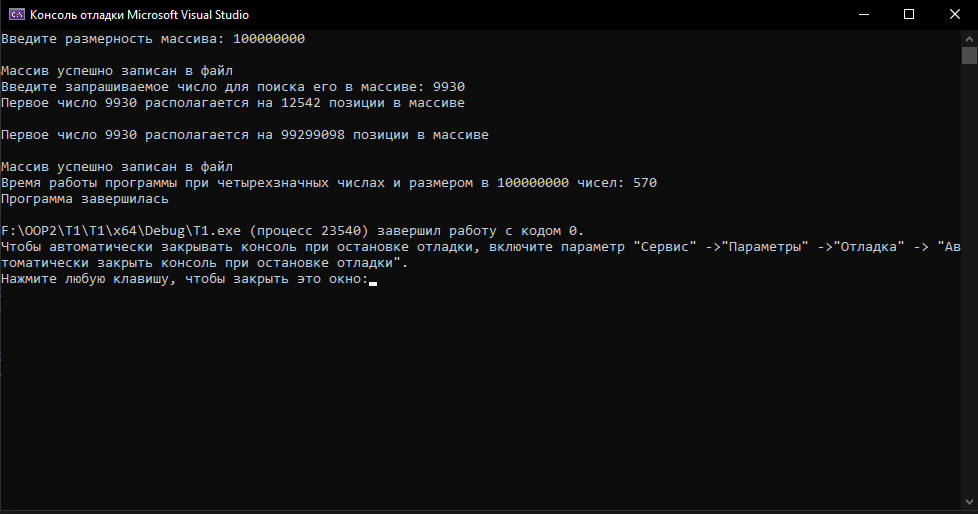 Консоль отладки Microsoft Visual Studio
Введите размерность массива: 100000000
Массив успешно записан в файл
Введите запрашиваемое число для поиска его в массиве: 9930
Первое число 9930 располагается на 12542 позиции в массиве
Первое число 9930 располагается на 99299098 позиции в массиве
Массив успешно записан в файл
Время работы программы при четырехзначных числах и размером в 100000000 чисел: 570
Программа завершилась
F:\OOP2\T1\T1\x64\Debug\T1.exe (процесс 23540) завершил работу с кодом 0.
Чтобы автоматически закрывать консоль при остановке отладки, включите параметр "Сервис" ->"Параметры" ->"Отладка" -> "Ав
томатически закрыть консоль при остановке отладки".
Нажмите любую клавишу, чтобы закрыть это окно: